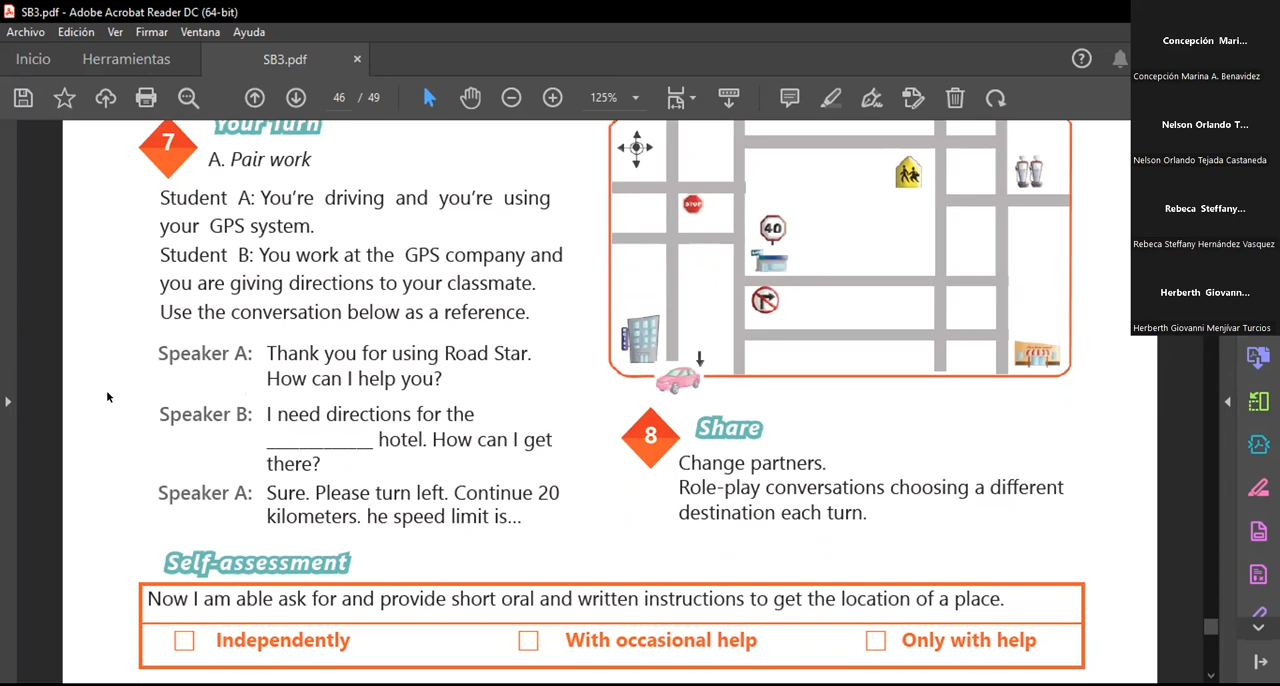 SB3.pdf - Adobe Acrobat Reader DC (64-bit)
Archivo Edición Ver Firmar Ventana Ayuda
Inicio Herramientas SB3.pdf ×
46 / 49 125%
Concepción Mari...
Concepción Marina A. Benavidez
Nelson Orlando T...
Nelson Orlando Tejada Castaneda
Rebeca Steffany...
Rebeca Steffany Hernández Vasquez
Herberth Giovann...
Herberth Giovanni Menjívar Turcios
7 Your Turn
A. Pair work
Student A: You're driving and you're using
your GPS system.
Student B: You work at the GPS company and
you are giving directions to your classmate.
Use the conversation below as a reference.
Speaker A: Thank you for using Road Star.
How can I help you?
Speaker B: I need directions for the
___________ hotel. How can I get
there?
Speaker A: Sure. Please turn left. Continue 20
kilometers. he speed limit is...
STOP
40
8 Share
Change partners.
Role-play conversations choosing a different
destination each turn.
Self-assessment
Now I am able ask for and provide short oral and written instructions to get the location of a place.
Independently With occasional help Only with help